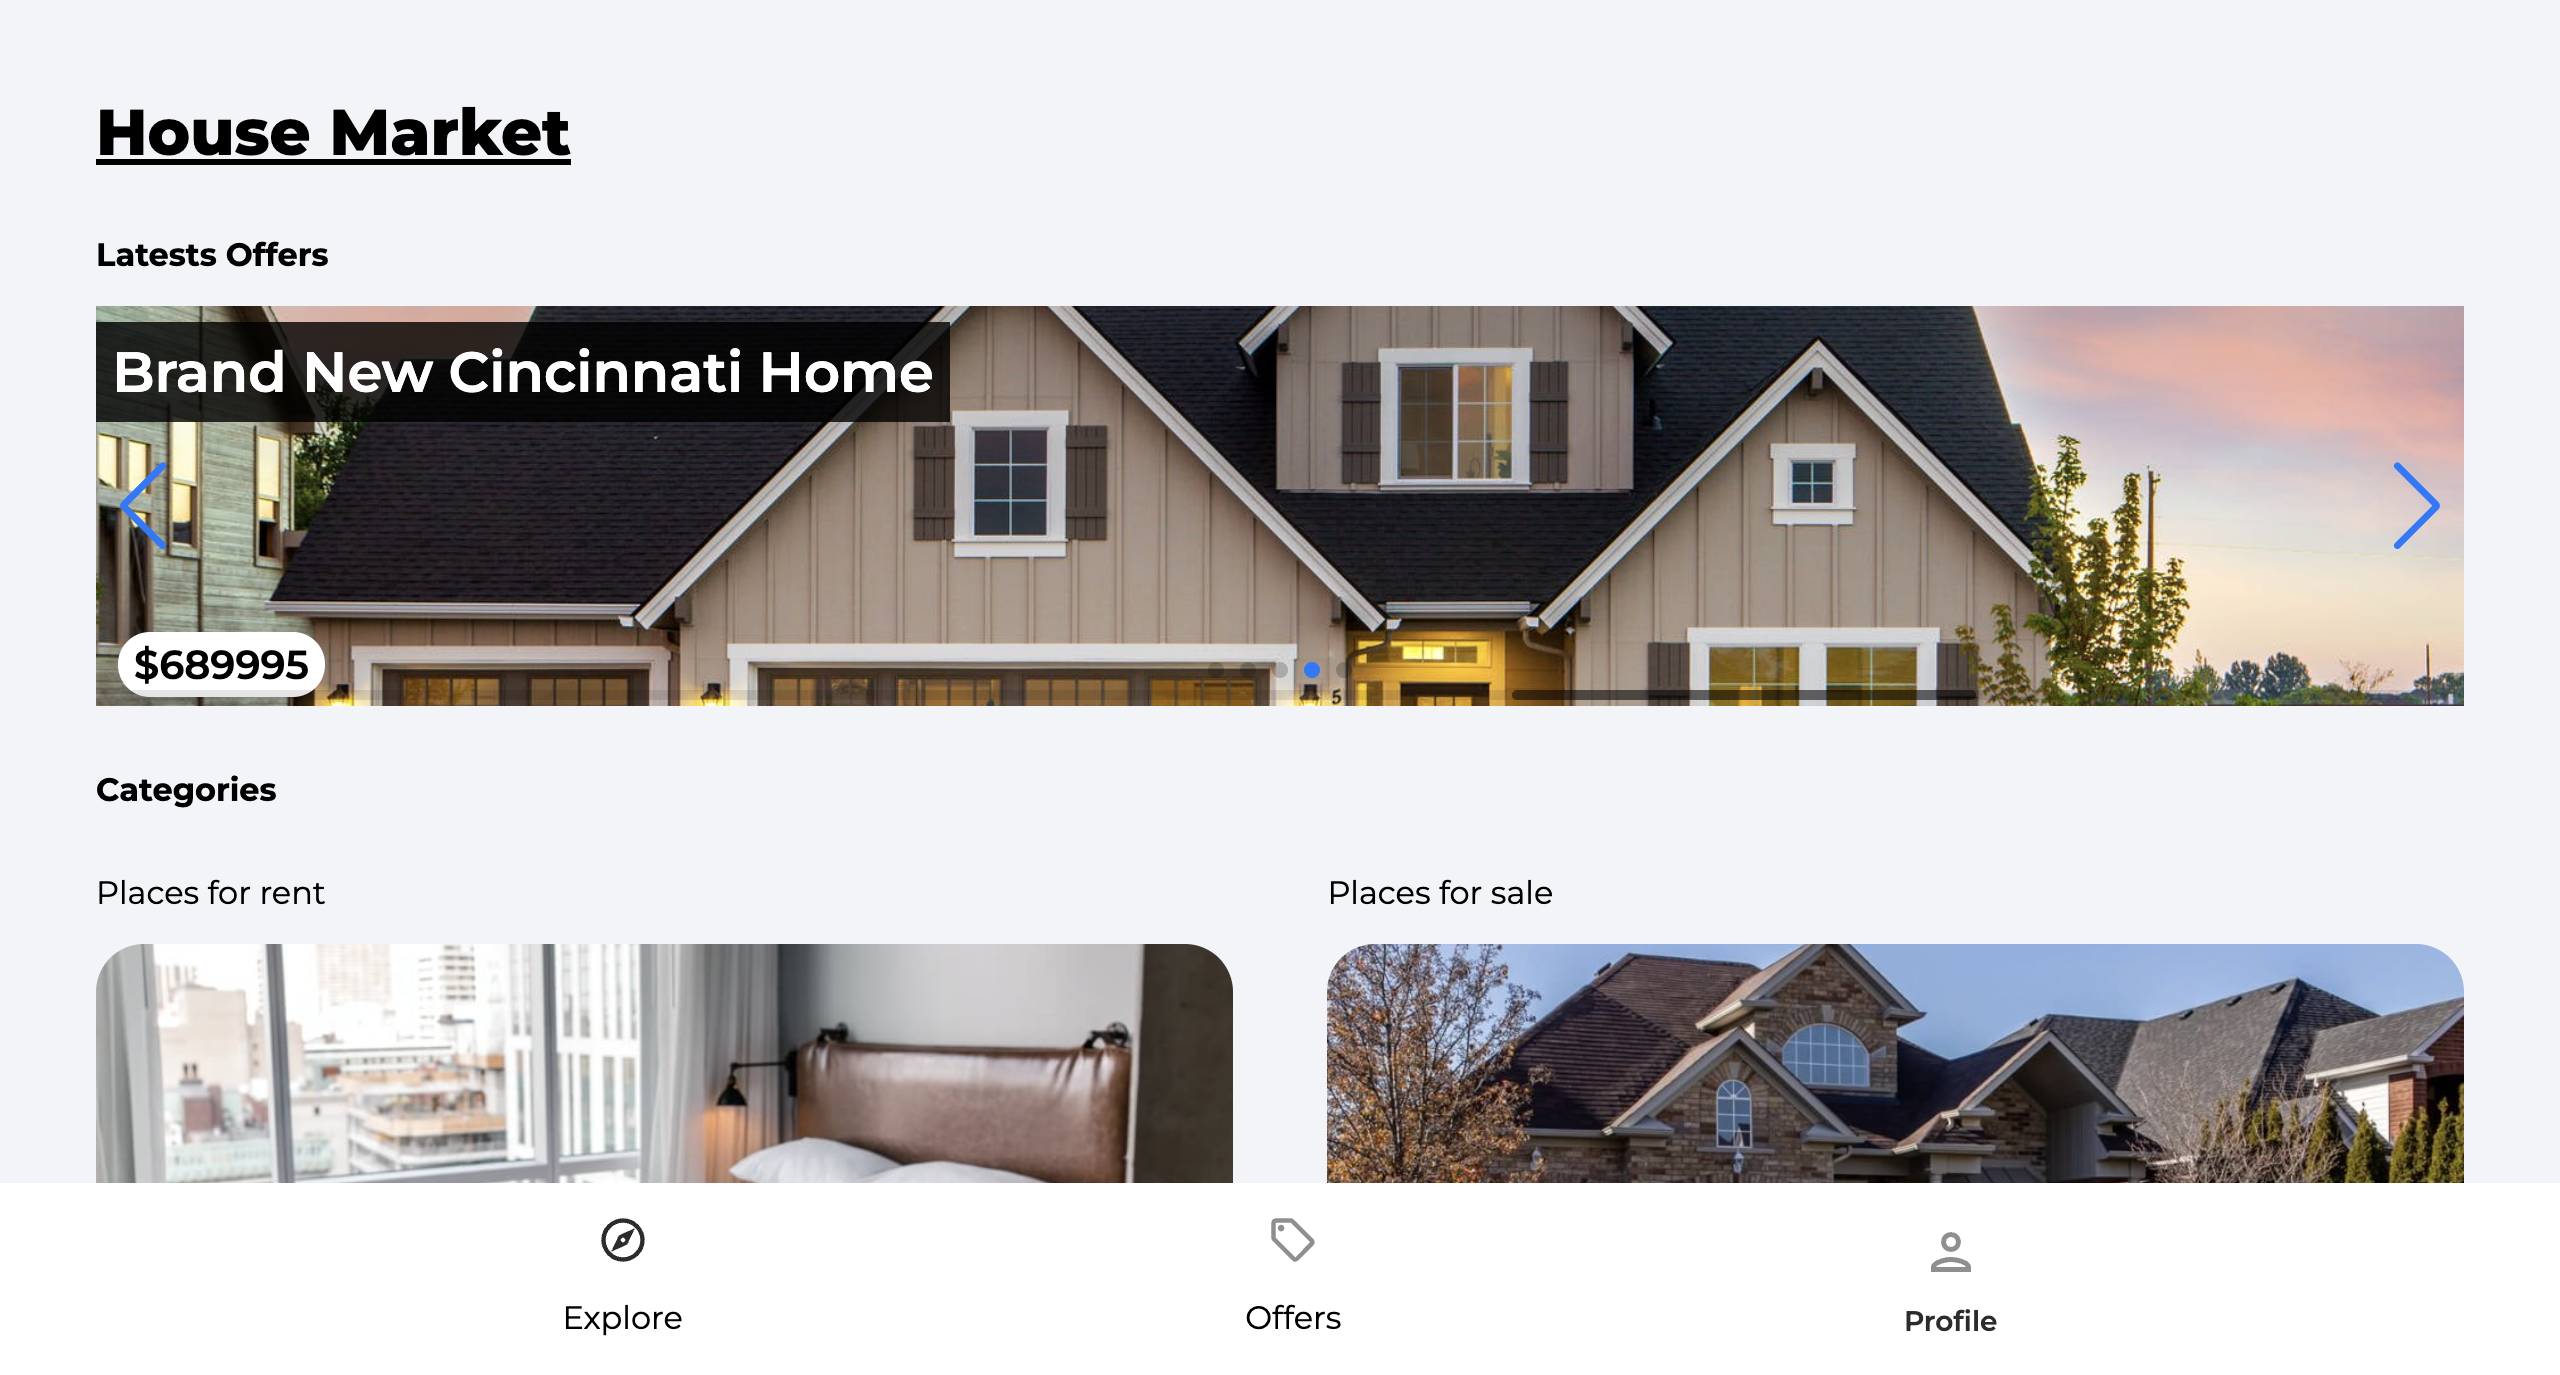 House Market
Latests Offers
Brand New Cincinnati Home
$689995
5
Categories
Places for rent
Places for sale
Explore
Offers
Profile